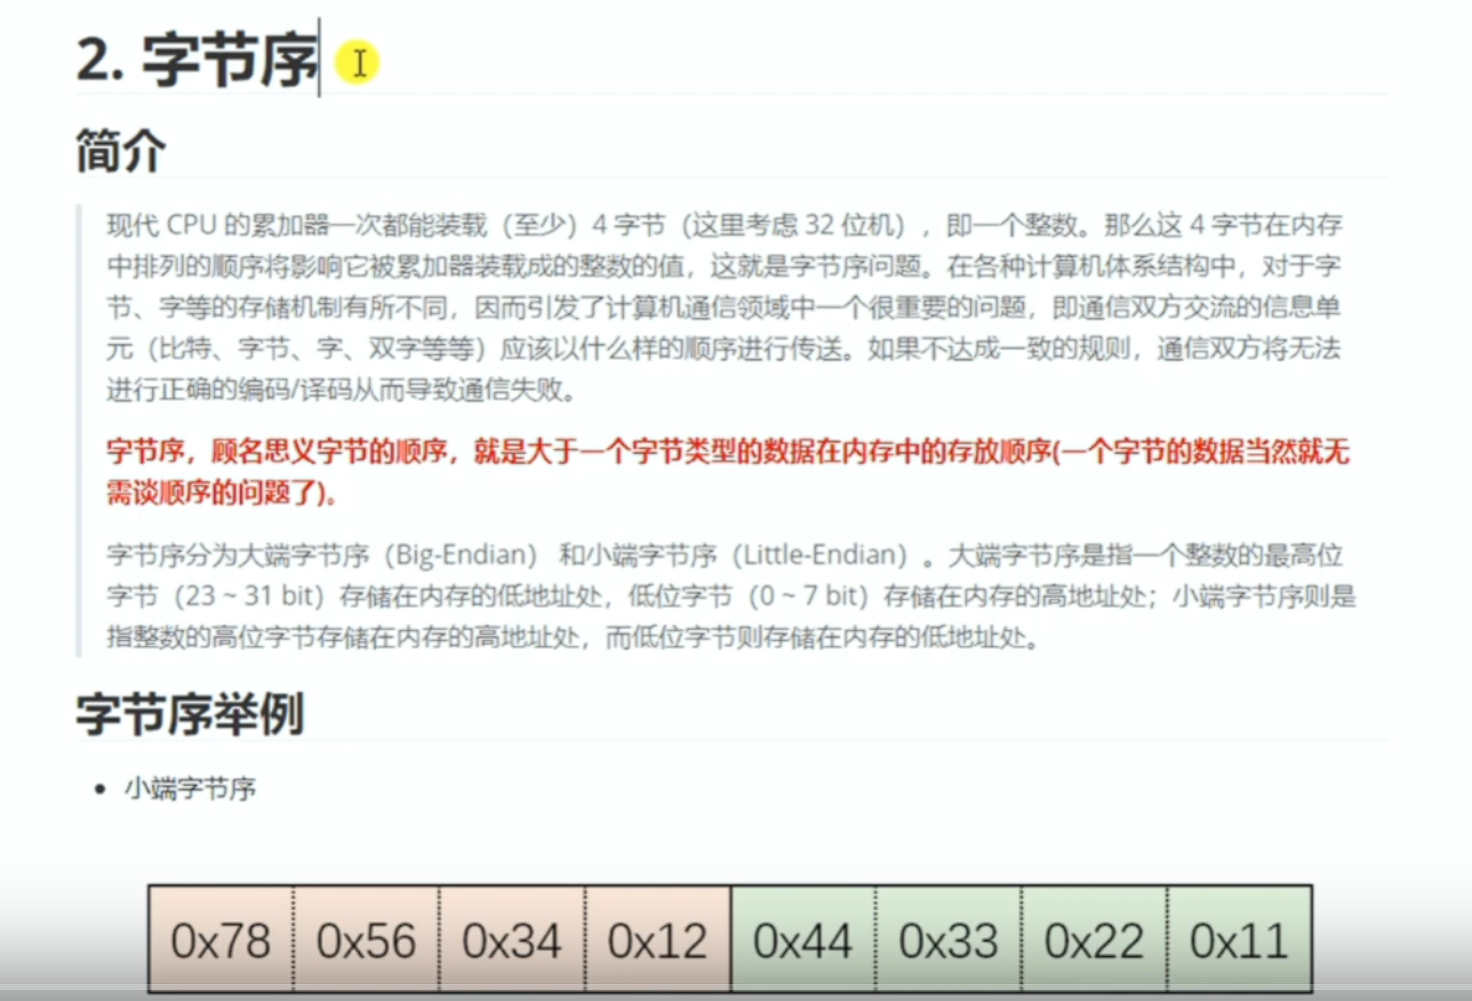 2. 字节序
简介
现代 CPU 的累加器一次都能装载（至少）4 字节（这里考虑 32 位机），即一个整数。那么这 4 字节在内存
中排列的顺序将影响它被累加器装载成的整数的值，这就是字节序问题。在各种计算机体系结构中，对于字
节、字等的存储机制有所不同，因而引发了计算机通信领域中一个很重要的问题，即通信双方交流的信息单
元（比特、字节、字、双字等等）应该以什么样的顺序进行传送。如果不达成一致的规则，通信双方将无法
进行正确的编码/译码从而导致通信失败。
字节序，顾名思义字节的顺序，就是大于一个字节类型的数据在内存中的存放顺序(一个字节的数据当然就无
需谈顺序的问题了)。
字节序分为大端字节序（Big-Endian） 和小端字节序（Little-Endian）。大端字节序是指一个整数的最高位
字节（23 ~ 31 bit）存储在内存的低地址处，低位字节（0 ~ 7 bit）存储在内存的高地址处；小端字节序则是
指整数的高位字节存储在内存的高地址处，而低位字节则存储在内存的低地址处。
字节序举例
• 小端字节序
0x78 0x56 0x34 0x12 0x44 0x33 0x22 0x11